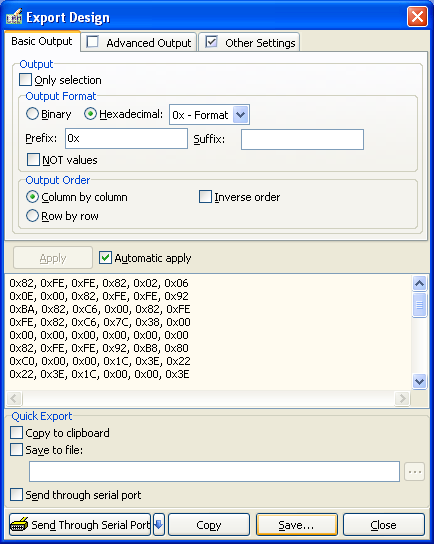 Export Design
Basic Output Advanced Output Other Settings
Output
Only selection
Output Format
Binary Hexadecimal: 0x - Format
Prefix: 0x Suffix:
NOT values
Output Order
Column by column Inverse order
Row by row
Apply Automatic apply
0x82, 0xFE, 0xFE, 0x82, 0x02, 0x06
0x0E, 0x00, 0x82, 0xFE, 0xFE, 0x92
0xBA, 0x82, 0xC6, 0x00, 0x82, 0xFE
0xFE, 0x82, 0xC6, 0x7C, 0x38, 0x00
0x00, 0x00, 0x00, 0x00, 0x00, 0x00
0x82, 0xFE, 0xFE, 0x92, 0xB8, 0x80
0xC0, 0x00, 0x00, 0x1C, 0x3E, 0x22
0x22, 0x3E, 0x1C, 0x00, 0x00, 0x3E
Quick Export
Copy to clipboard
Save to file:
...
Send through serial port
Send Through Serial Port Copy Save... Close